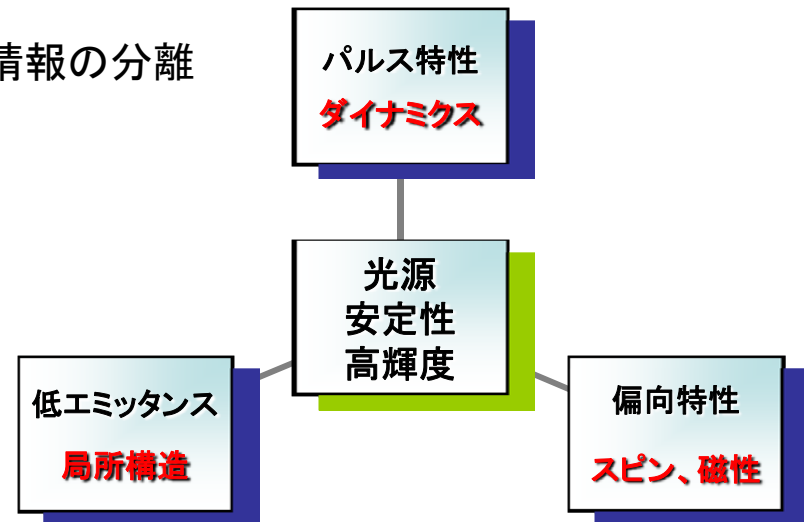 情報の分離
パルス特性
ダイナミクス
光源
安定性
高輝度
低エミッタンス
局所構造
偏向特性
スピン、磁性